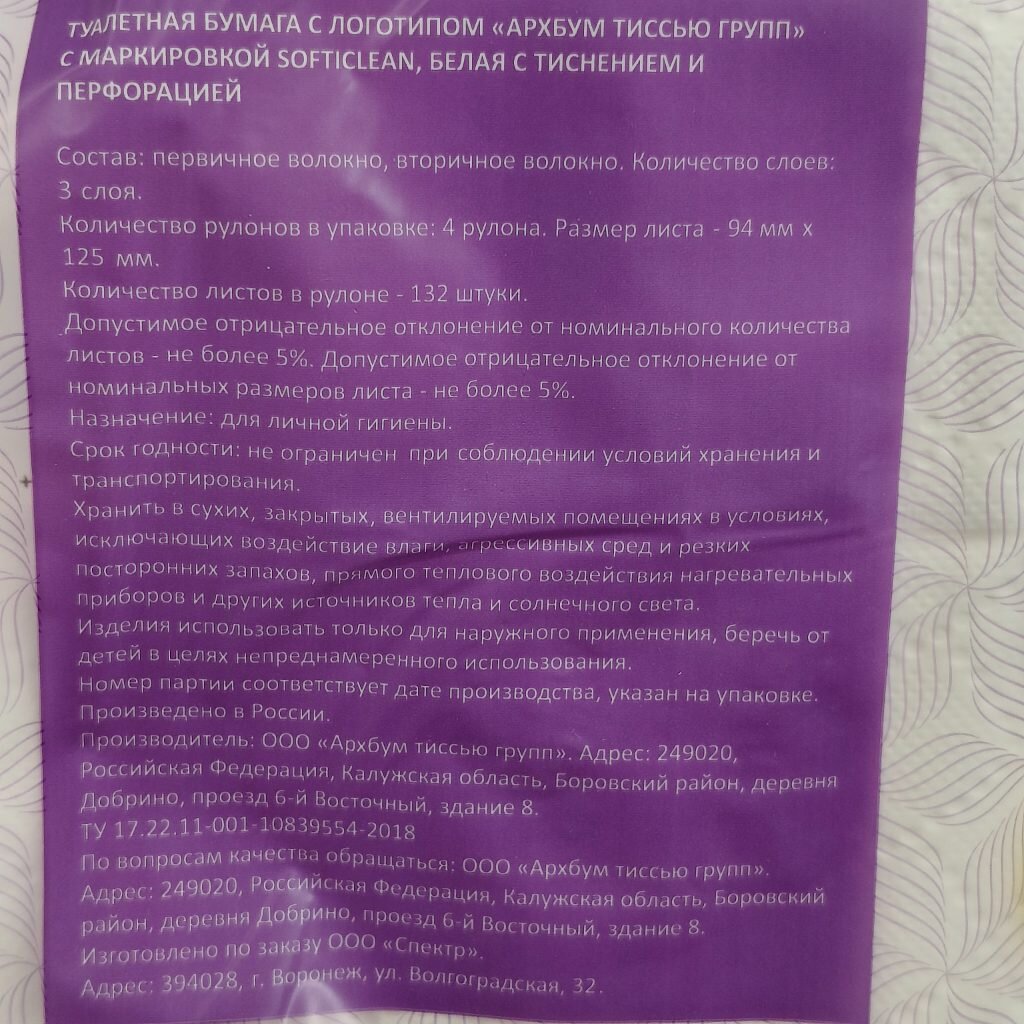 ТУАЛЕТНАЯ БУМАГА С ЛОГОТИПОМ «АРХБУМ ТИССЬЮ ГРУПП»
С МАРКИРОВКОЙ SOFTICLEAN, БЕЛАЯ С ТИСНЕНИЕМ И
ПЕРФОРАЦИЕЙ
Состав: первичное волокно, вторичное волокно. Количество слоев:
3 слоя.
Количество рулонов в упаковке: 4 рулона. Размер листа - 94 мм х
125 мм.
Количество листов в рулоне - 132 штуки.
Допустимое отрицательное отклонение от номинального количества
листов - не более 5%. Допустимое отрицательное отклонение от
номинальных размеров листа - не более 5%.
Назначение: для личной гигиены.
Срок годности: не ограничен при соблюдении условий хранения и
транспортирования.
Хранить в сухих, закрытых, вентилируемых помещениях в условиях,
исключающих воздействие влаги, агрессивных сред и резких
посторонних запахов, прямого теплового воздействия нагревательных
приборов и других источников тепла и солнечного света.
Изделия использовать только для наружного применения, беречь от
детей в целях непреднамеренного использования.
Номер партии соответствует дате производства, указан на упаковке.
Произведено в России.
Производитель: ООО «Архбум тиссью групп». Адрес: 249020,
Российская Федерация, Калужская область, Боровский район, деревня
Добрино, проезд 6-й Восточный, здание 8.
ТУ 17.22.11-001-10839554-2018
По вопросам качества обращаться: ООО «Архбум тиссью групп».
Адрес: 249020, Российская Федерация, Калужская область, Боровский
район, деревня Добрино, проезд 6-й Восточный, здание 8.
Изготовлено по заказу ООО «Спектр».
Адрес: 394028, г. Воронеж, ул. Волгоградская, 32.